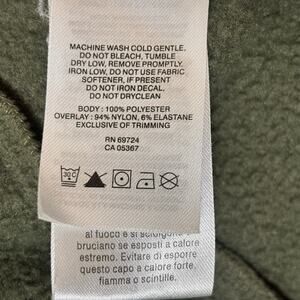 MACHINE WASH COLD GENTLE,
DO NOT BLEACH, TUMBLE
DRY LOW, REMOVE PROMPTLY,
IRON LOW, DO NOT USE FABRIC
SOFTENER, IF PRESENT
DO NOT IRON DECAL,
DO NOT DRYCLEAN
BODY : 100% POLYESTER
OVERLAY : 94% NYLON, 6% ELASTANE
EXCLUSIVE OF TRIMMING
RN 69724
CA 05367
30C
al fuoco e si sciolgono
bruciano se esposti a calore
estremo. Evitare di esporre
questo capo a calore forte,
fiamma o scintille.